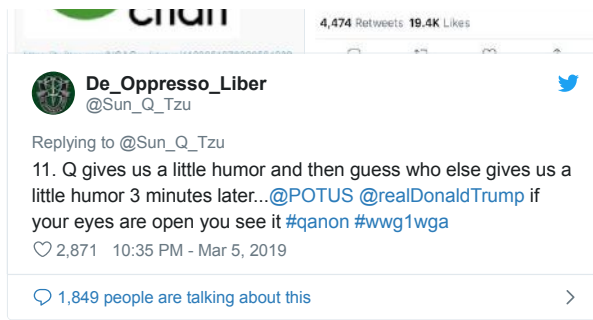 chan
4,474 Retweets 19.4K Likes
De_Oppresso_Liber
@Sun_Q_Tzu
Replying to @Sun_Q_Tzu
11. Q gives us a little humor and then guess who else gives us a
little humor 3 minutes later...@POTUS @realDonaldTrump if
your eyes are open you see it #qanon #wwg1wga
2,871 10:35 PM - Mar 5, 2019
1,849 people are talking about this